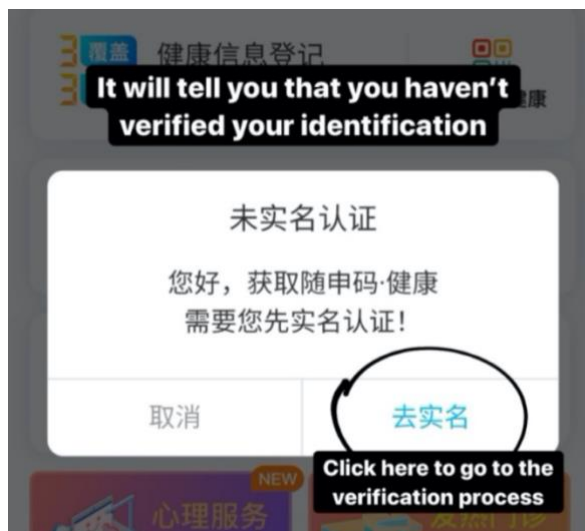 覆盖
健康信息登记
It will tell you that you haven't
verified your identification
健康
未实名认证
您好，获取随申码·健康
需要您先实名认证！
取消
去实名
NEW
Click here to go to the
verification process
心理服务